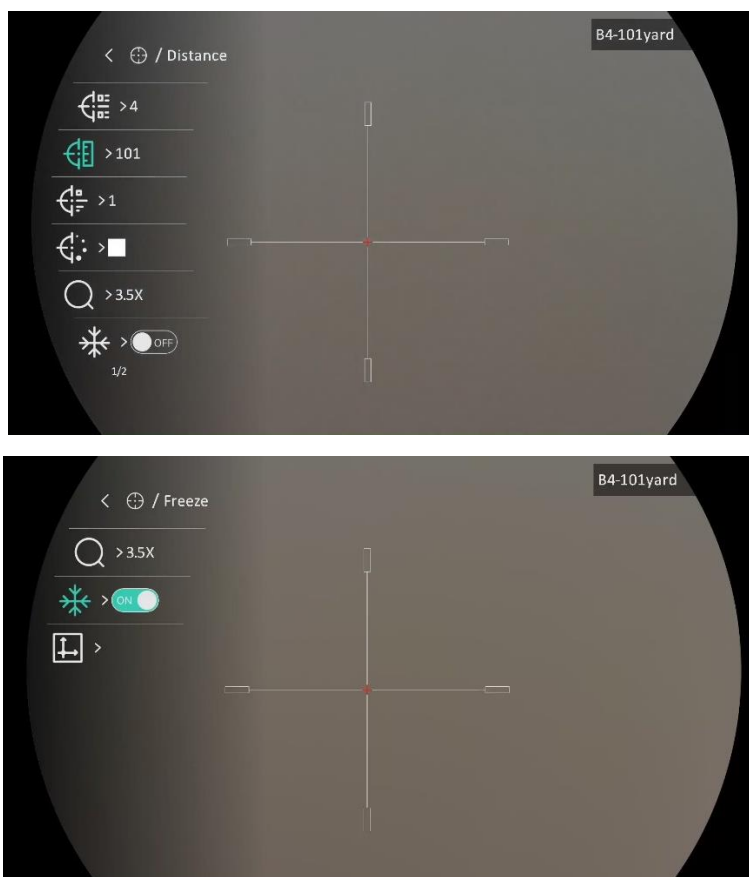 B4-101yard
< / Distance
>4
>101
>1
>
>3.5X
> OFF
1/2
B4-101yard
< / Freeze
>3.5X
> ON
>